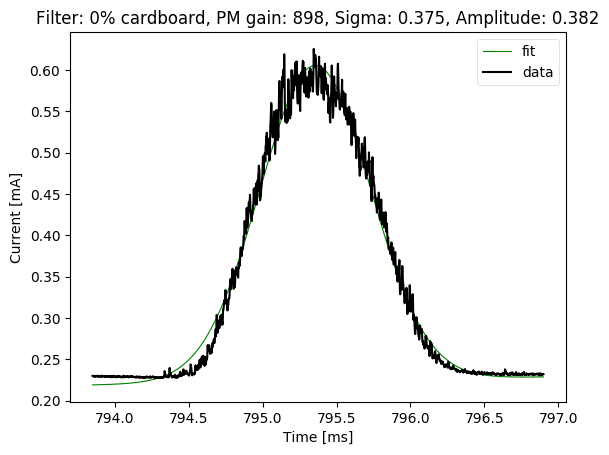 Filter: 0% cardboard, PM gain: 898, Sigma: 0.375, Amplitude: 0.382
fit
data
0.60
0.55
0.50
0.45
0.40
0.35
0.30
0.25
0.20
Current [mA]
794.0 794.5 795.0 795.5 796.0 796.5 797.0
Time [ms]